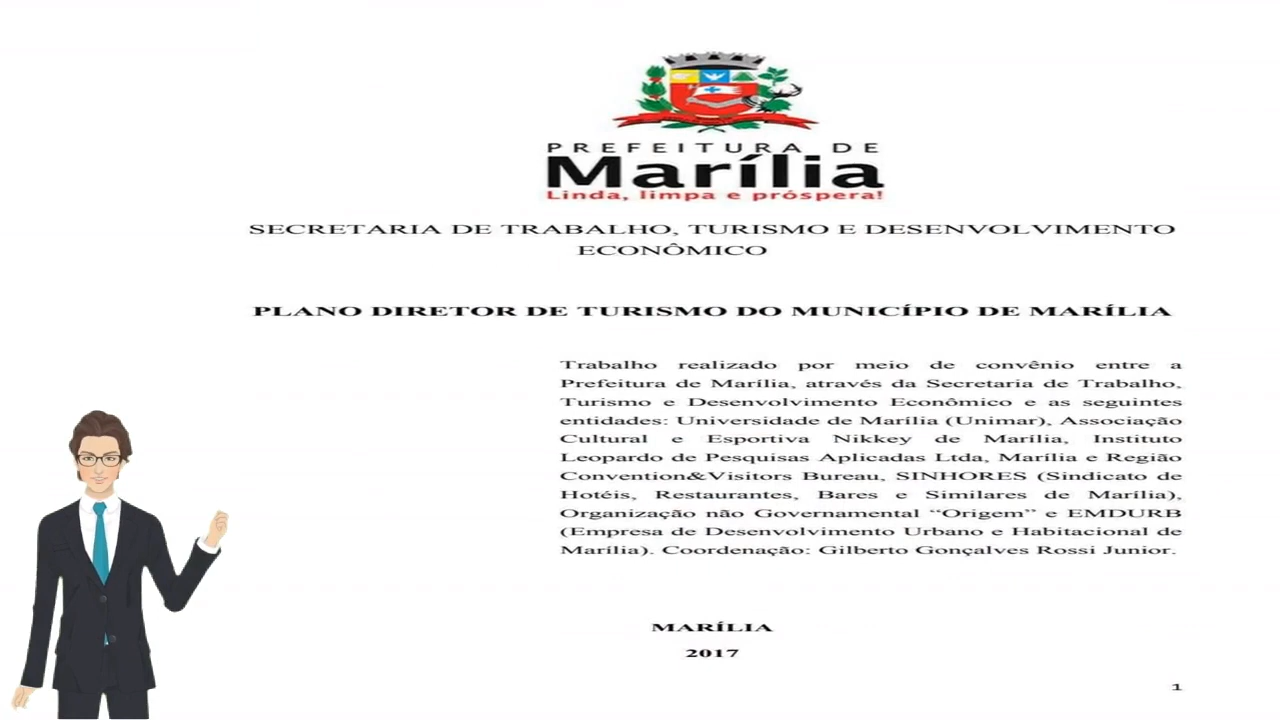 PREFEITURA DE
Marília
Linda, limpa e próspera!
SECRETARIA DE TRABALHO, TURISMO E DESENVOLVIMENTO
ECONÔMICO
PLANO DIRETOR DE TURISMO DO MUNICÍPIO DE MARÍLIA
Trabalho realizado por meio de convênio entre a
Prefeitura de Marília, através da Secretaria de Trabalho,
Turismo e Desenvolvimento Econômico e as seguintes
entidades: Universidade de Marília (Unimar), Associação
Cultural e Esportiva Nikkey de Marília, Instituto
Leopardo de Pesquisas Aplicadas Ltda, Marília e Região
Convention&Visitors Bureau, SINHORES (Sindicato de
Hotéis, Restaurantes, Bares e Similares de Marília),
Organização não Governamental “Origem” e EMDURB
(Empresa de Desenvolvimento Urbano e Habitacional de
Marília). Coordenação: Gilberto Gonçalves Rossi Junior.
MARÍLIA
2017
1